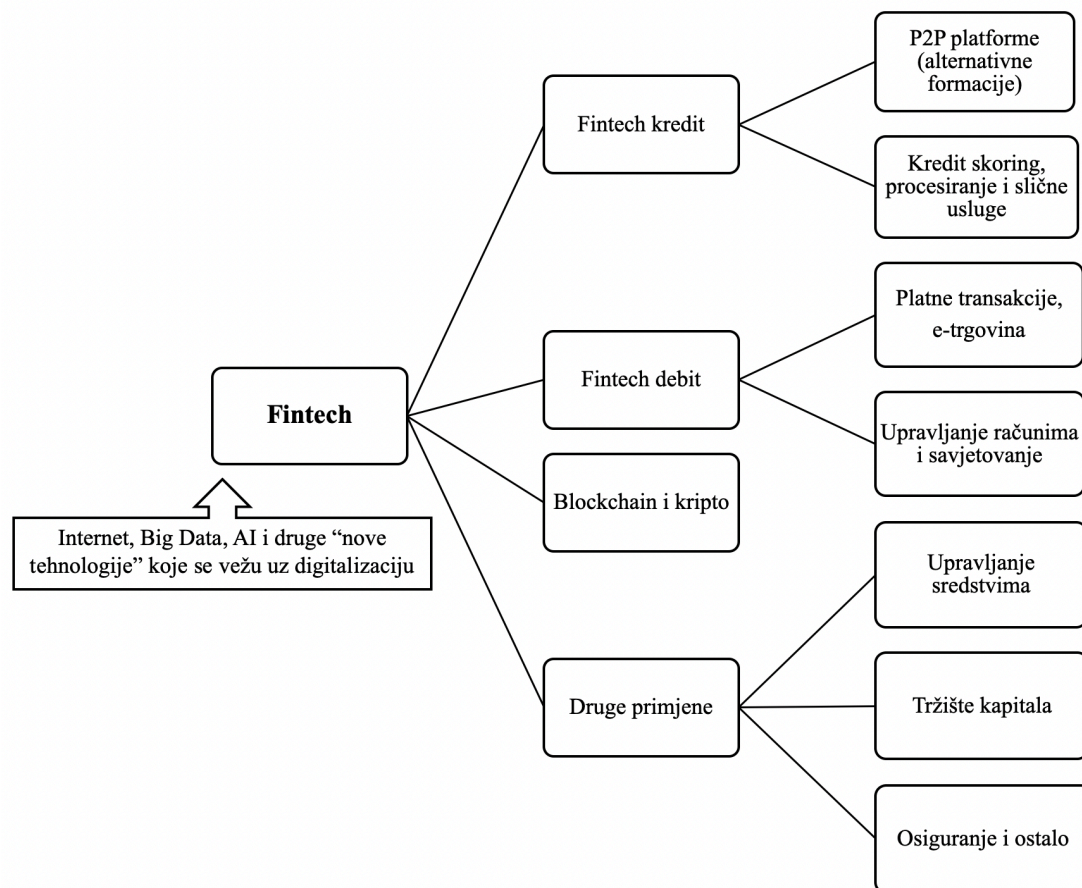 P2P platforme
(alternativne
formacije)
Fintech kredit
Kredit skoring,
procesiranje i slične
usluge
Platne transakcije,
e-trgovina
Fintech debit
Fintech
Upravljanje računima
i savjetovanje
Blockchain i kripto
Internet, Big Data, AI i druge “nove
tehnologije” koje se vežu uz digitalizaciju
Upravljanje
sredstvima
Druge primjene
Tržište kapitala
Osiguranje i ostalo